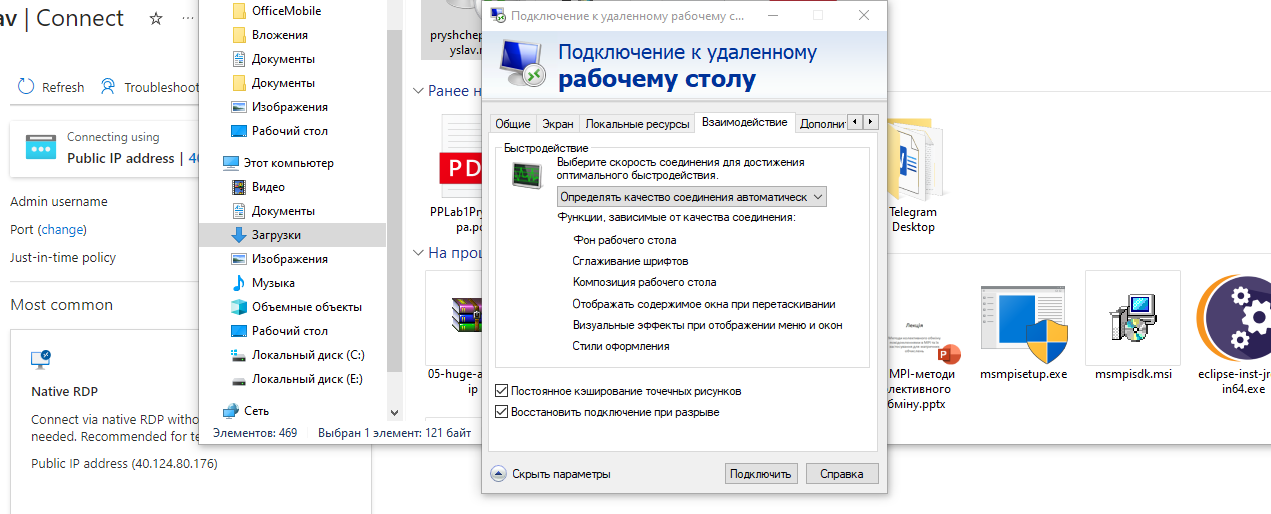 av | Connect
Refresh
Troubleshoot
Connecting using
Public IP address | 40
Admin username
Port (change)
Just-in-time policy
Most common
Native RDP
Connect via native RDP withou
needed. Recommended for te
Public IP address (40.124.80.176)
OfficeMobile
Вложения
Документы
Документы
Изображения
Рабочий стол
Этот компьютер
Видео
Документы
Загрузки
Изображения
Музыка
Объемные объекты
Рабочий стол
Локальный диск (C:)
Локальный диск (E:)
Сеть
Элементов: 469
Выбран 1 элемент: 121 байт
pryshchep
yslav.r
Ранее н
PD
PPLab1Pry
pa.pd
На прош
05-huge-a
ip
Подключение к удаленному рабочему с...
Подключение к удаленному
рабочему столу
Общие
Экран
Локальные ресурсы
Взаимодействие
Дополнит
Быстродействие
Выберите скорость соединения для достижения
оптимального быстродействия.
Определять качество соединения автоматическ
Функции, зависимые от качества соединения:
Фон рабочего стола
Сглаживание шрифтов
Композиция рабочего стола
Отображать содержимое окна при перетаскивании
Визуальные эффекты при отображении меню и окон
Стили оформления
Постоянное кэширование точечных рисунков
Восстановить подключение при разрыве
Скрыть параметры
Подключить
Справка
Telegram
Desktop
Лекція
MPI-методи
лективного
бміну.pptx
msmpisetup.exe
msmpisdk.msi
eclipse-inst-jr
in64.exe